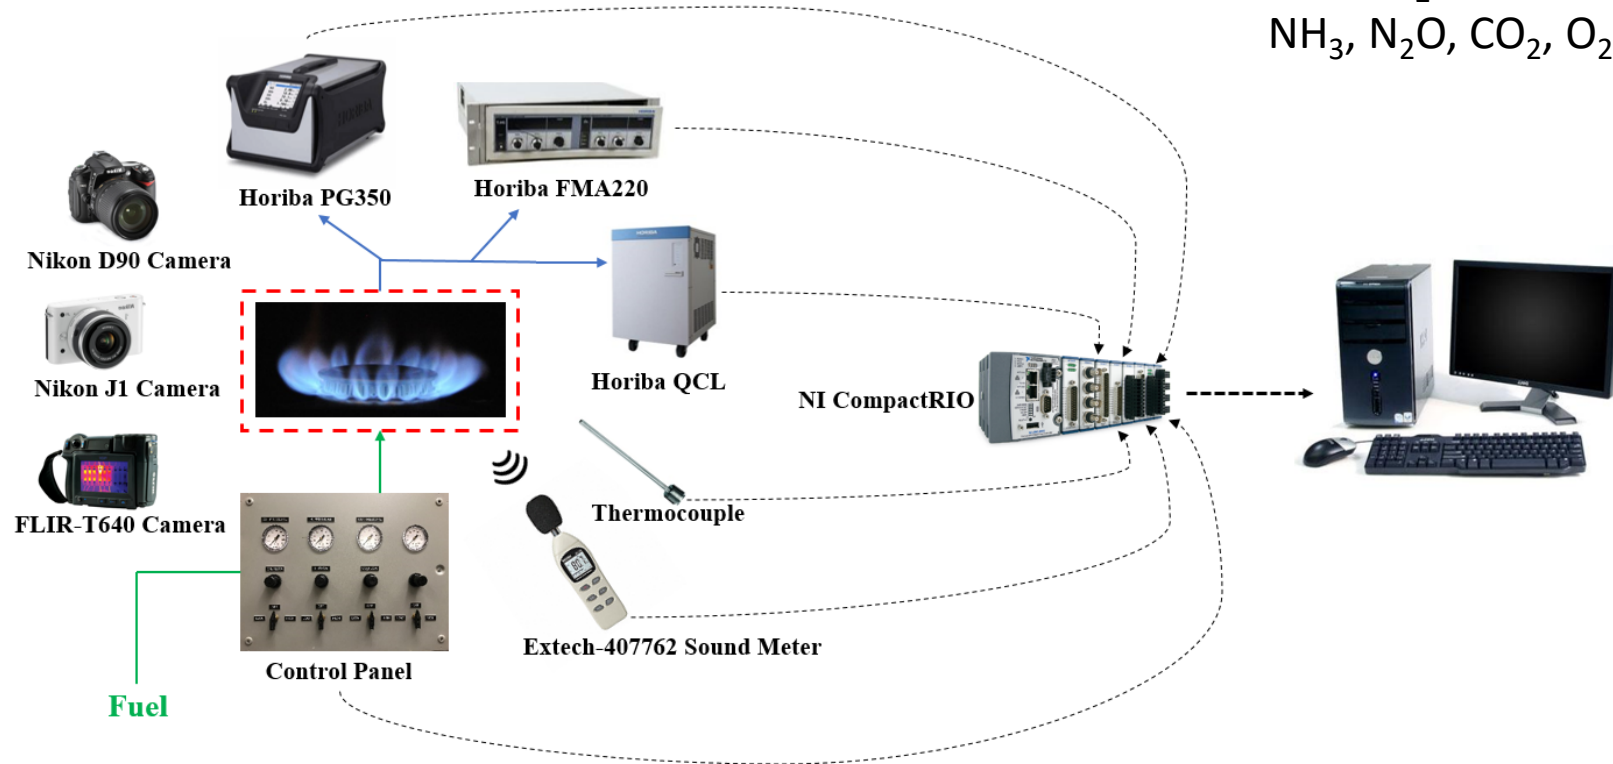 NH₃, N₂O, CO₂, O₂
Horiba PG350
Horiba FMA220
Nikon D90 Camera
Nikon J1 Camera
Horiba QCL
NI CompactRIO
FLIR-T640 Camera
Thermocouple
Extech-407762 Sound Meter
Control Panel
Fuel